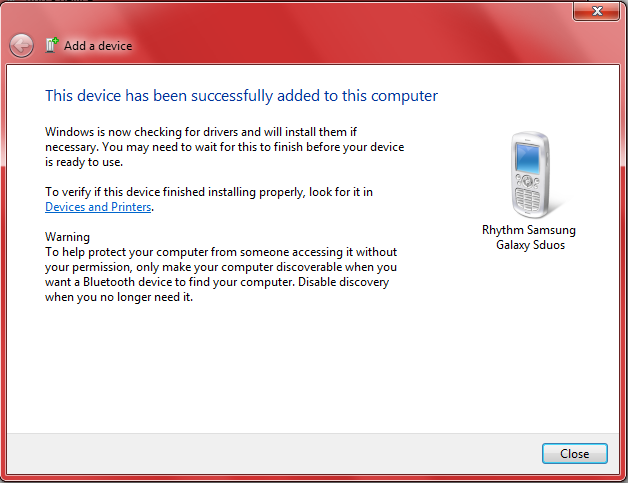 Add a device
This device has been successfully added to this computer
Windows is now checking for drivers and will install them if
necessary. You may need to wait for this to finish before your device
is ready to use.
To verify if this device finished installing properly, look for it in
Devices and Printers.
Rhythm Samsung
Galaxy Sduos
Warning
To help protect your computer from someone accessing it without
your permission, only make your computer discoverable when you
want a Bluetooth device to find your computer. Disable discovery
when you no longer need it.
Close